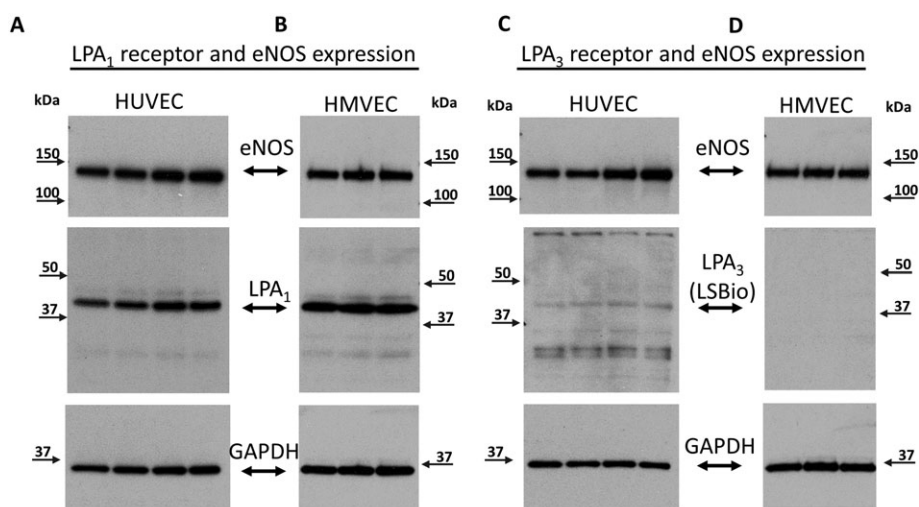 A B C D
LPA₁ receptor and eNOS expression LPA₃ receptor and eNOS expression
kDa HUVEC HMVEC kDa kDa HUVEC HMVEC kDa
eNOS eNOS
150 150 150 150
100 100 100 100
50 50 50 50
LPA₁ LPA₃
(LSBio)
37 37 37 37
GAPDH GAPDH
37 37 37 37